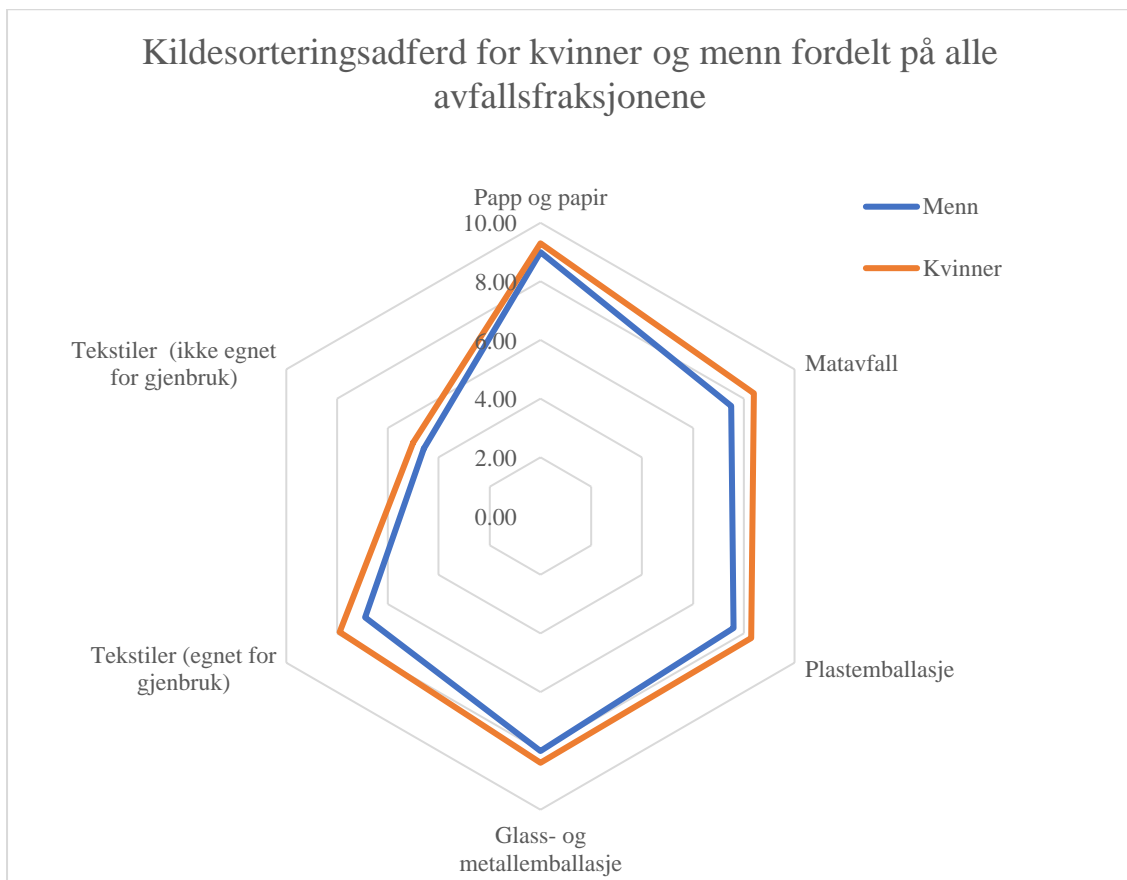 Kildesorteringsadferd for kvinner og menn fordelt på alle
avfallsfraksjonene
Papp og papir
10.00
8.00
6.00
4.00
2.00
0.00
Menn
Kvinner
Matavfall
Plastemballasje
Glass- og
metallemballasje
Tekstiler (egnet for
gjenbruk)
Tekstiler  (ikke egnet
for gjenbruk)